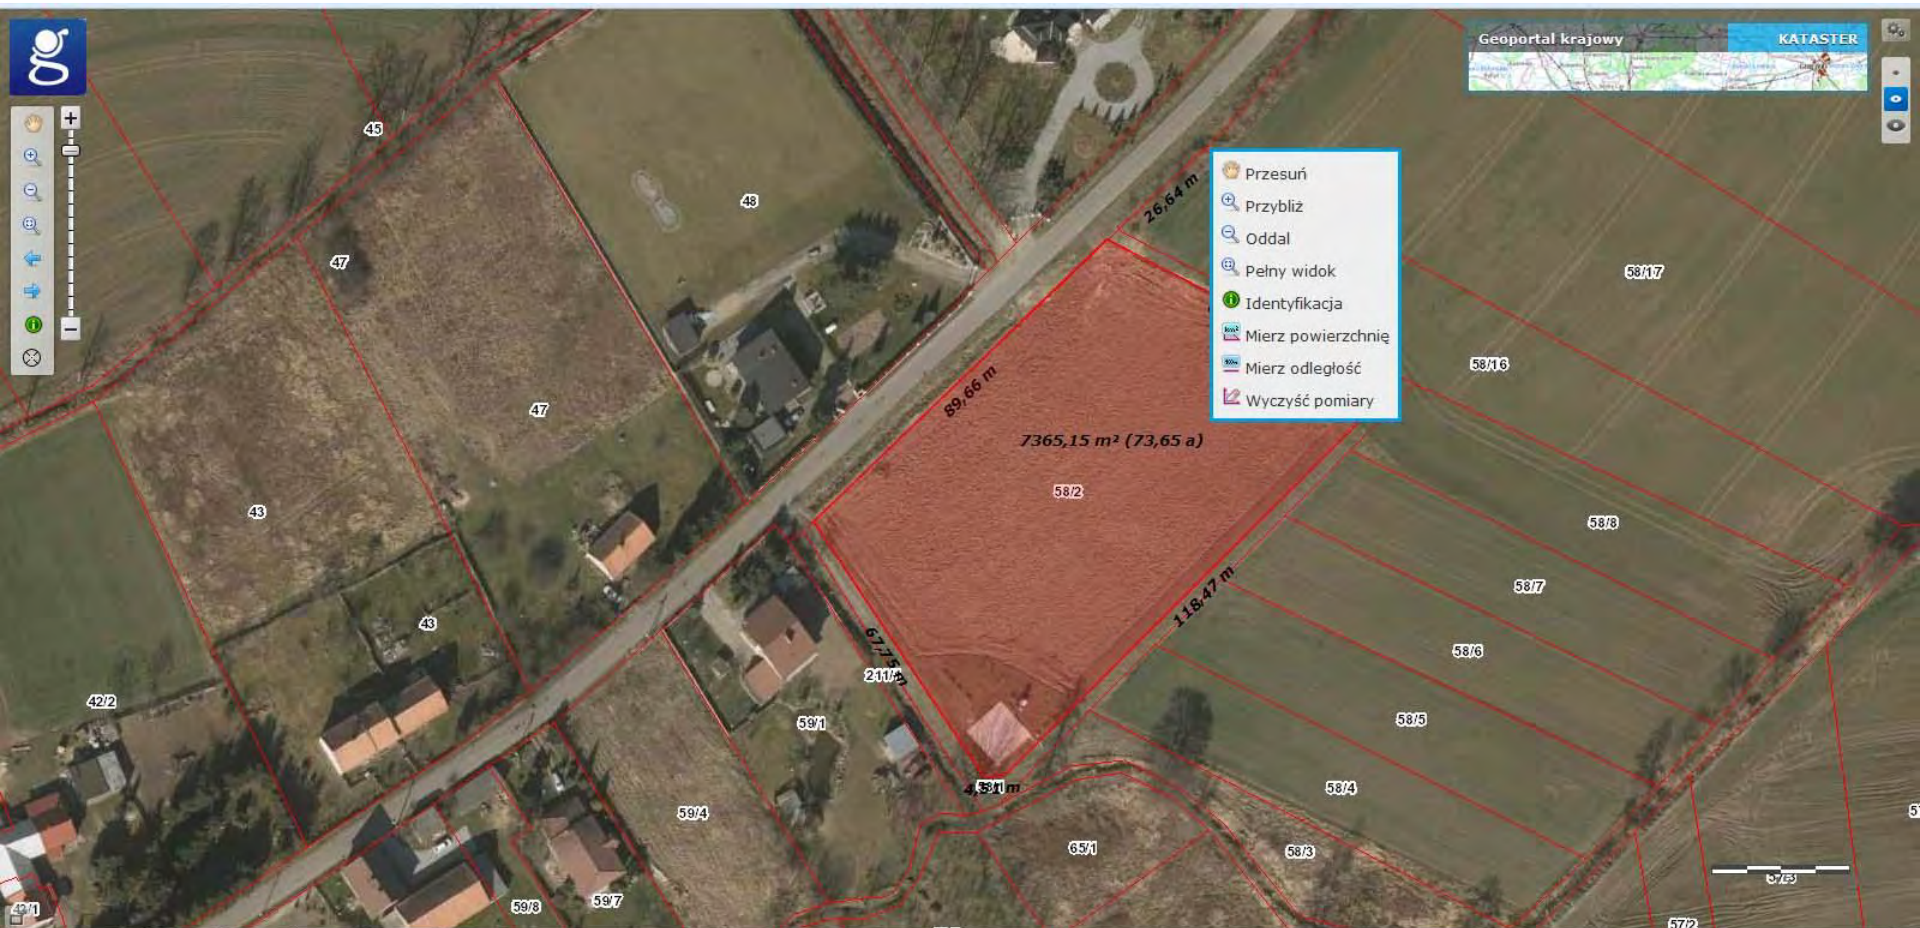 Geoportal krajowy
KATASTER
Przesuń
Przybliż
Oddal
Pełny widok
Identyfikacja
Mierz powierzchnię
Mierz odległość
Wyczyść pomiary
45
48
47
26,64 m
58/17
58/16
89,66 m
47
7365,15 m² (73,65 a)
58/2
43
58/8
58/7
118,47 m
43
67,75 m
58/6
211/
42/2
59/1
58/5
58/4
59/4
65/1
58/3
59/7
59/8
57/2